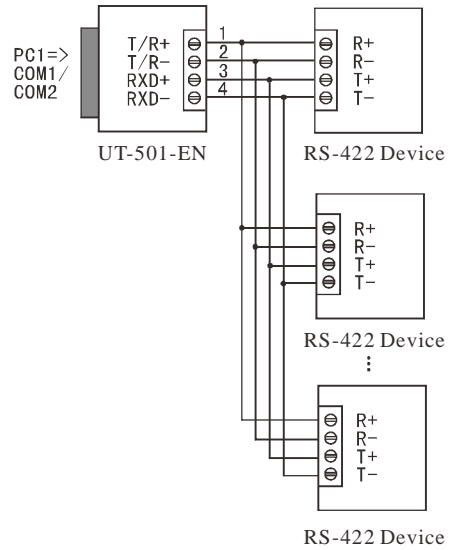 PC1=>
COM1/
COM2
T/R+ 1 R+
T/R- 2 R-
RXD+ 3 T+
RXD- 4 T-
UT-501-EN RS-422 Device
R+
R-
T+
T-
RS-422 Device
R+
R-
T+
T-
RS-422 Device